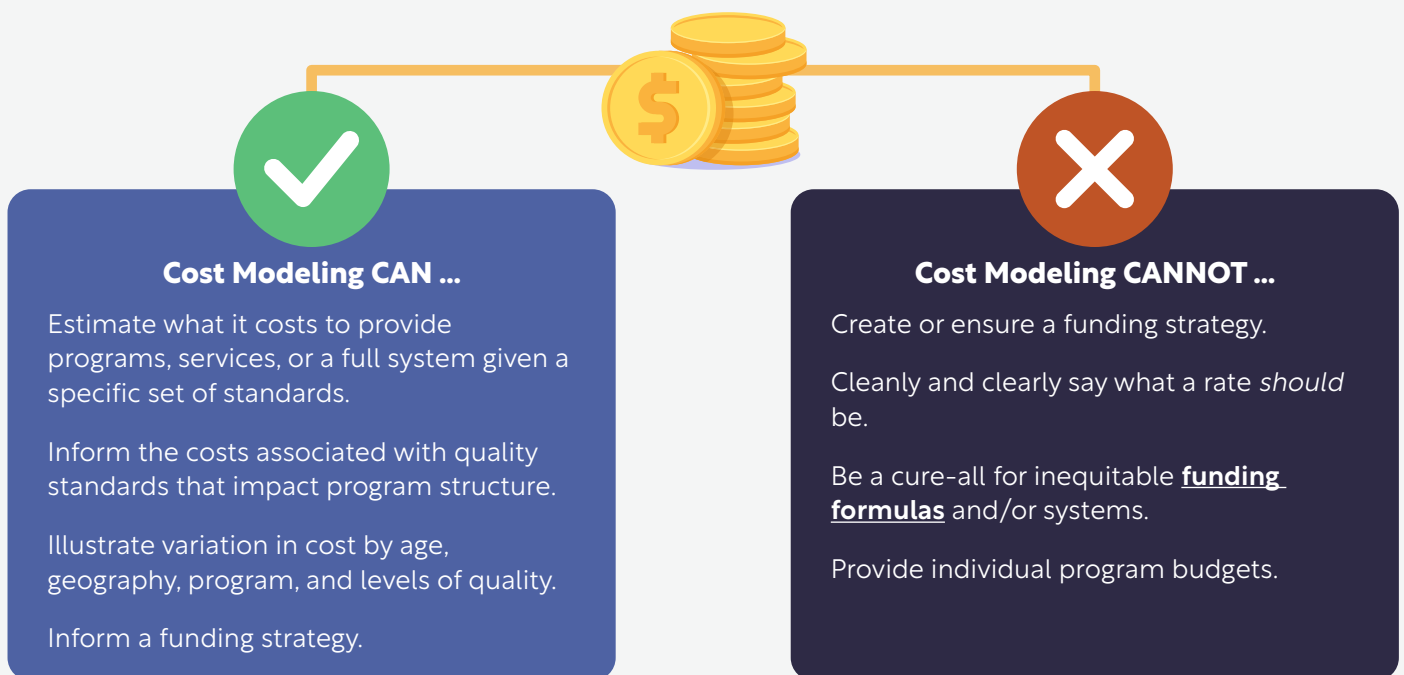 $
Cost Modeling CAN ...
Estimate what it costs to provide
programs, services, or a full system given a
specific set of standards.
Inform the costs associated with quality
standards that impact program structure.
Illustrate variation in cost by age,
geography, program, and levels of quality.
Inform a funding strategy.
Cost Modeling CANNOT ...
Create or ensure a funding strategy.
Cleanly and clearly say what a rate should
be.
Be a cure-all for inequitable funding
formulas and/or systems.
Provide individual program budgets.